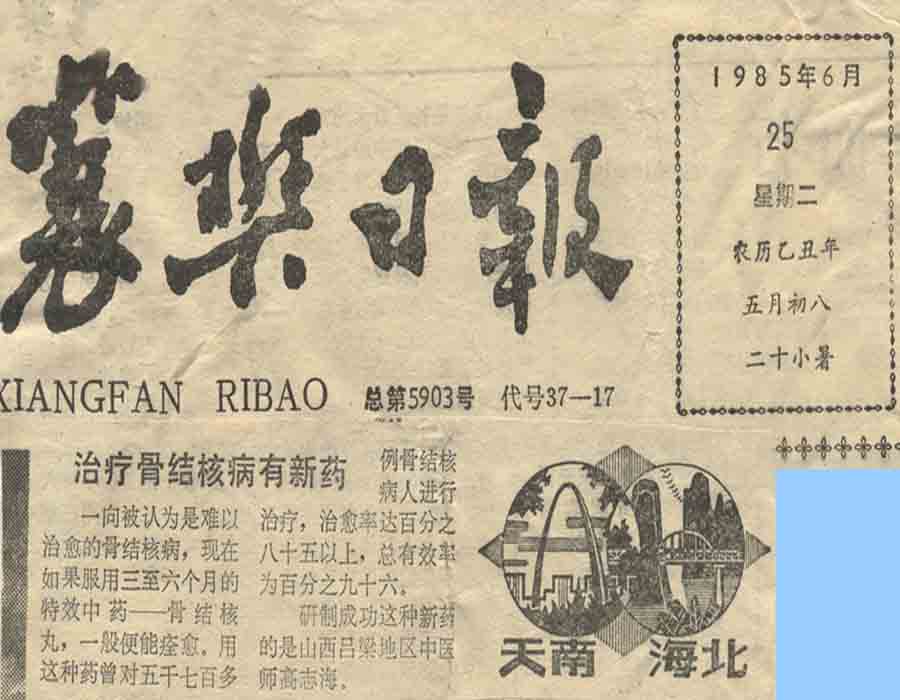 襄樊日报
XIANGFAN RIBAO 总第5903号 代号37—17
1985年6月
25
星期二
农历乙丑年
五月初八
二十小暑
治疗骨结核病有新药
一向被认为是难以
治愈的骨结核病，现在
如果服用三至六个月的
特效中药——骨结核
丸，一般便能痊愈。用
这种药曾对五千七百多
例骨结核
病人进行
治疗，治愈率达百分之
八十五以上，总有效率
为百分之九十六。
研制成功这种新药
的是山西吕梁地区中医
师高志海。
天南 海北